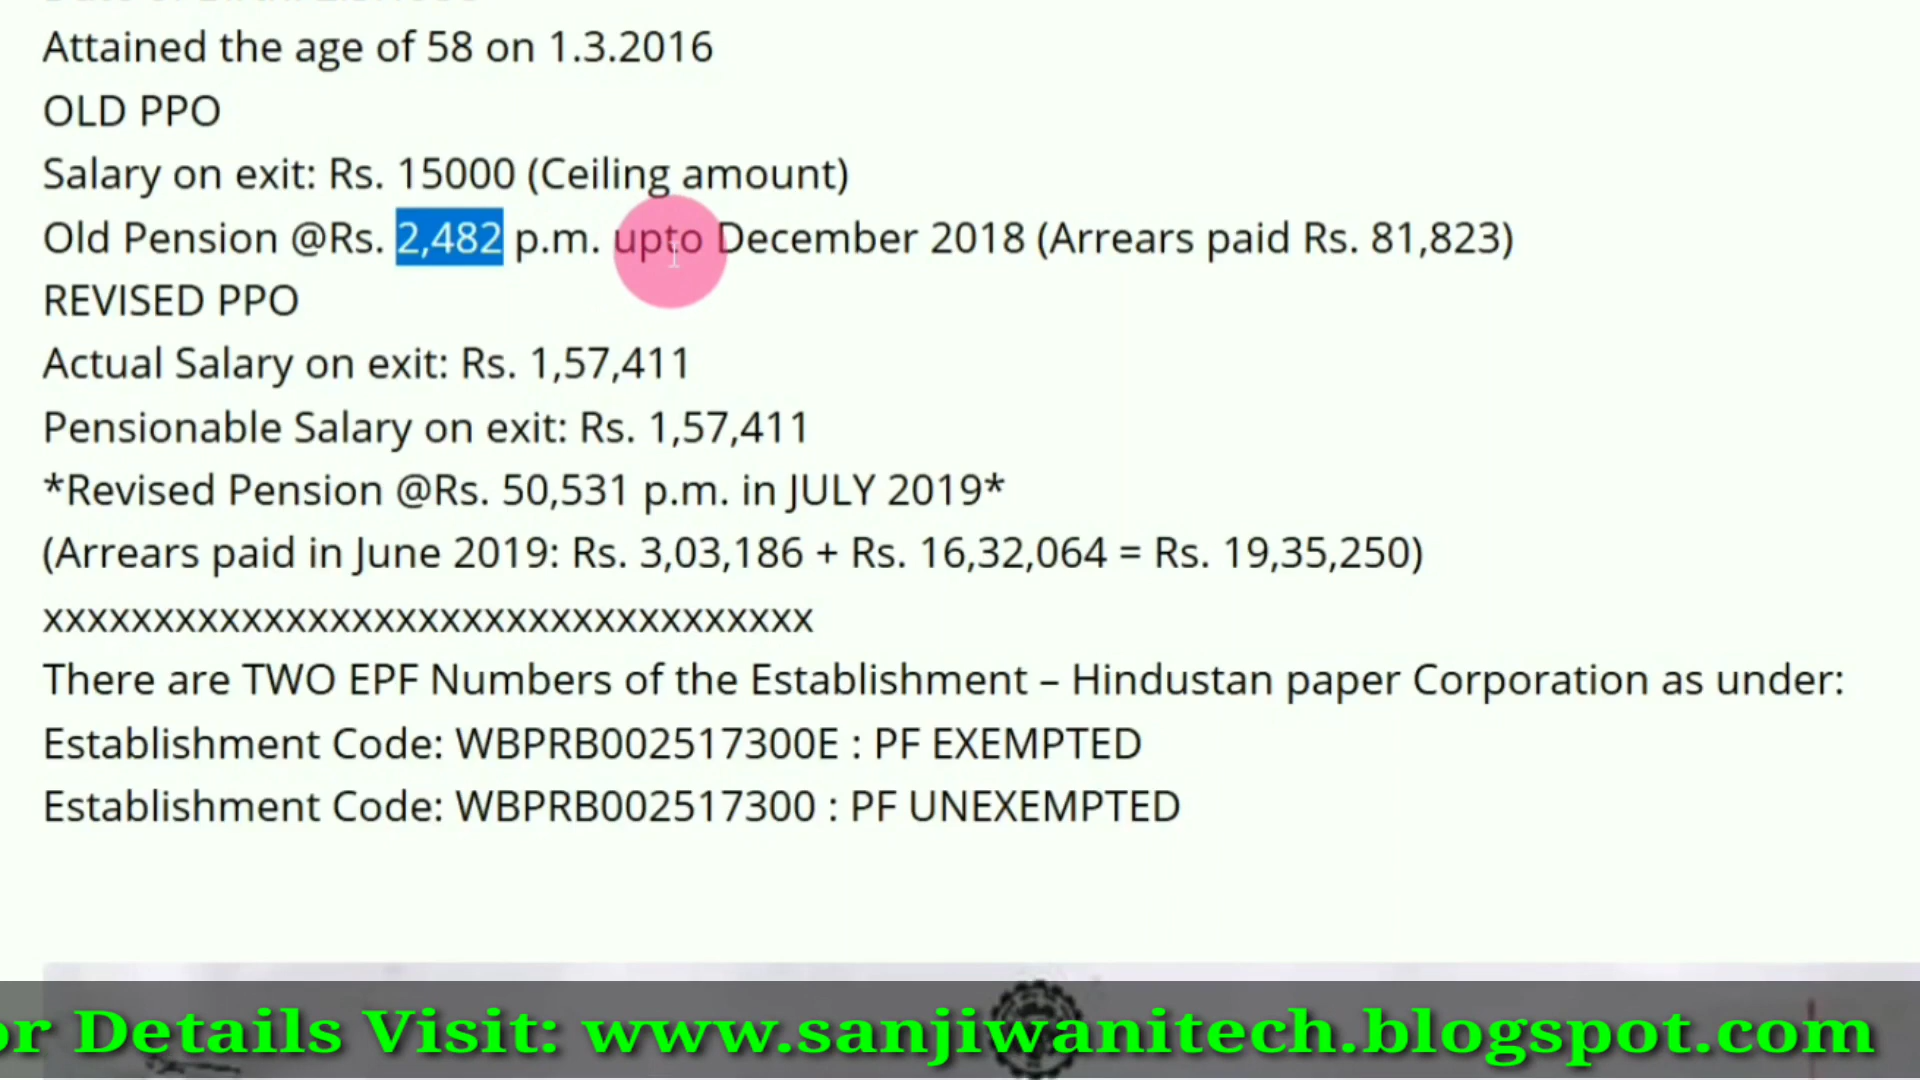 Attained the age of 58 on 1.3.2016
OLD PPO
Salary on exit: Rs. 15000 (Ceiling amount)
Old Pension @Rs. 2,482 p.m. upto December 2018 (Arrears paid Rs. 81,823)
REVISED PPO
Actual Salary on exit: Rs. 1,57,411
Pensionable Salary on exit: Rs. 1,57,411
*Revised Pension @Rs. 50,531 p.m. in JULY 2019*
(Arrears paid in June 2019: Rs. 3,03,186 + Rs. 16,32,064 = Rs. 19,35,250)
xxxxxxxxxxxxxxxxxxxxxxxxxxxxxxxxxxx
There are TWO EPF Numbers of the Establishment – Hindustan paper Corporation as under:
Establishment Code: WBPRB002517300E : PF EXEMPTED
Establishment Code: WBPRB002517300 : PF UNEXEMPTED
or Details Visit: www.sanjiwanitech.blogspot.com